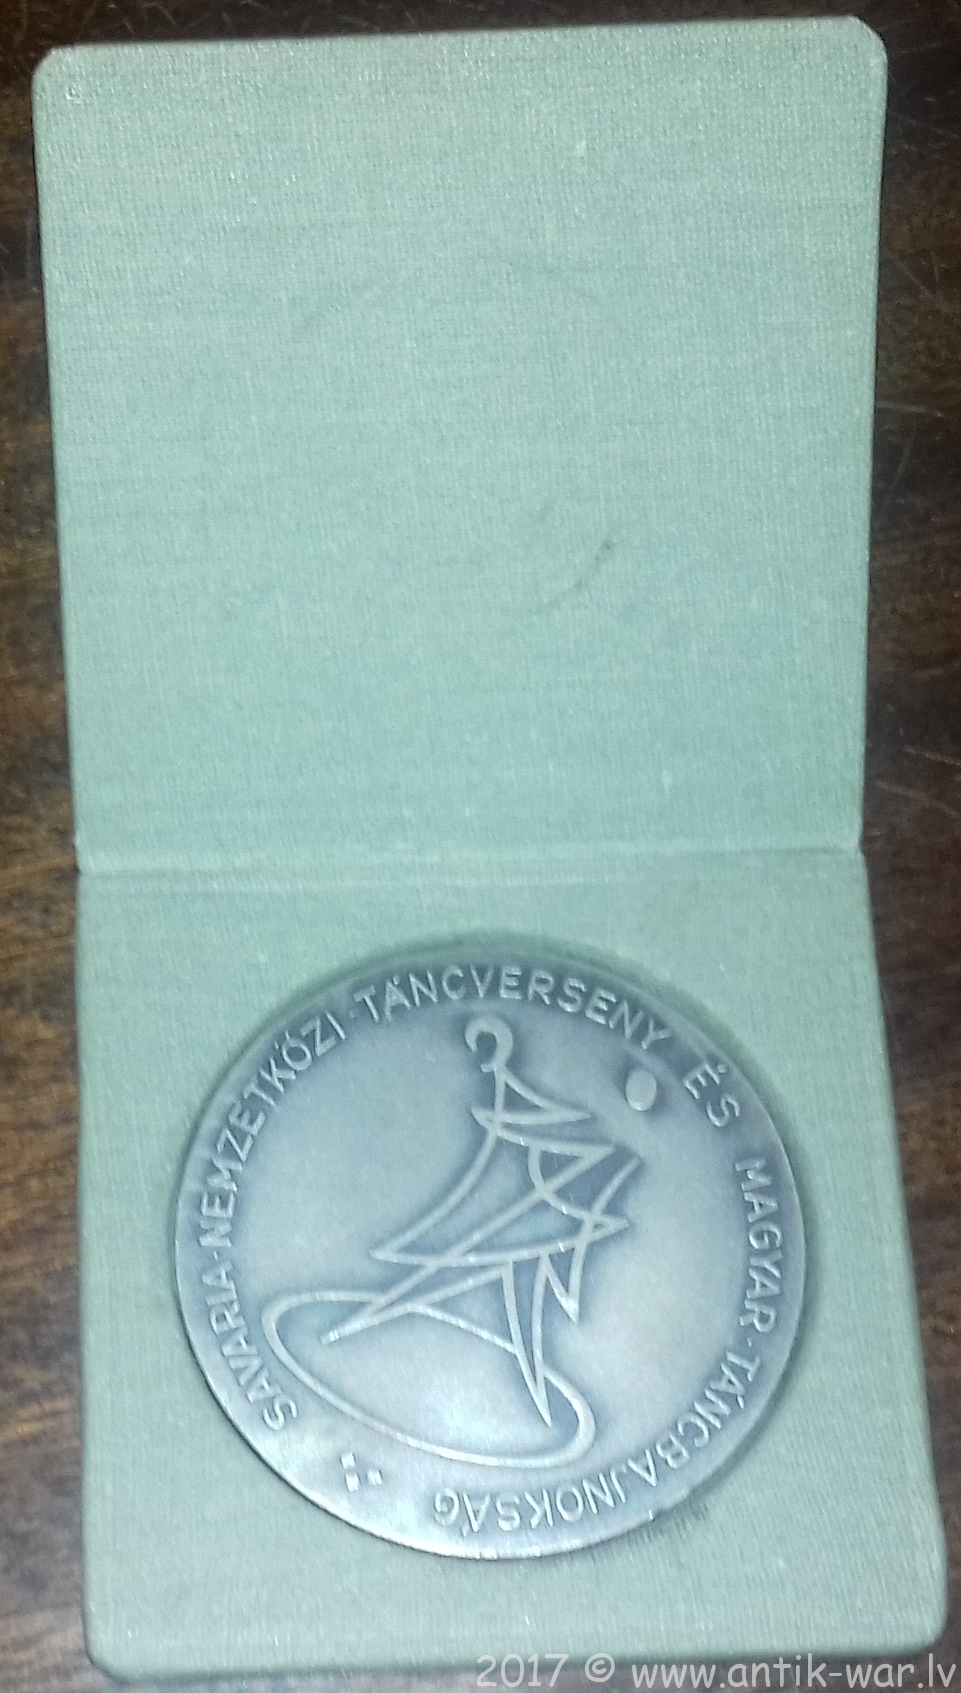 SAVARIA·NEMZETKÖZI·TÁNCVERSENY ÉS MAGYAR·TÁNCBAJNOKSÁG
2017 © www.antik-war.lv